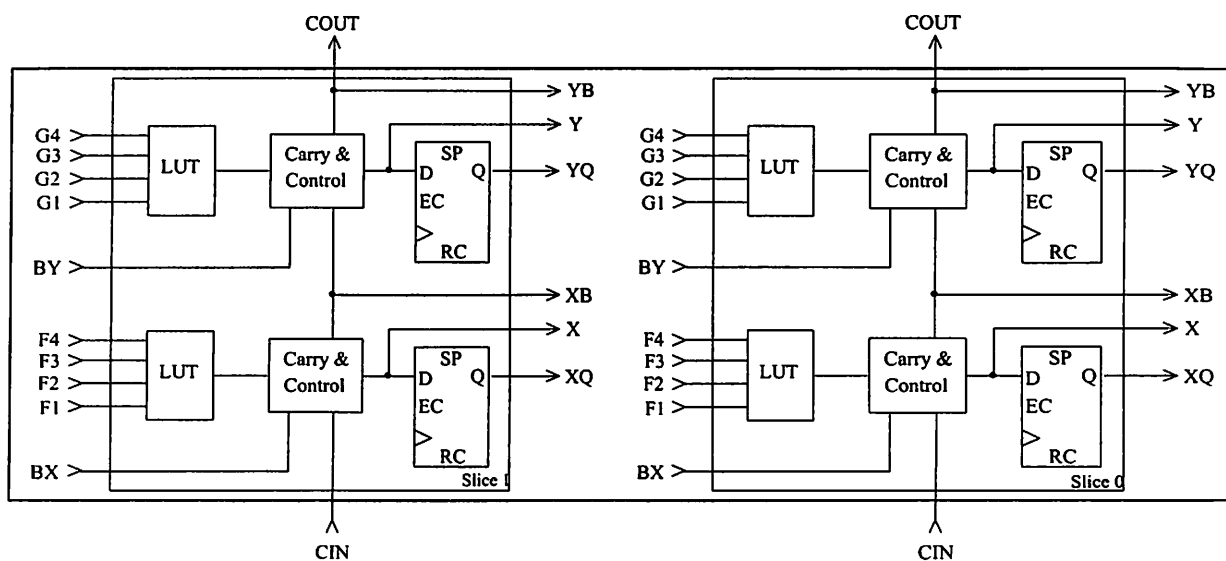 COUT
YB
Y
G4
G3
G2
G1
LUT
Carry &
Control
SP
D
Q
EC
RC
YQ
BY
XB
X
F4
F3
F2
F1
LUT
Carry &
Control
SP
D
Q
EC
RC
XQ
BX
Slice 1
CIN
COUT
YB
Y
G4
G3
G2
G1
LUT
Carry &
Control
SP
D
Q
EC
RC
YQ
BY
XB
X
F4
F3
F2
F1
LUT
Carry &
Control
SP
D
Q
EC
RC
XQ
BX
Slice 0
CIN